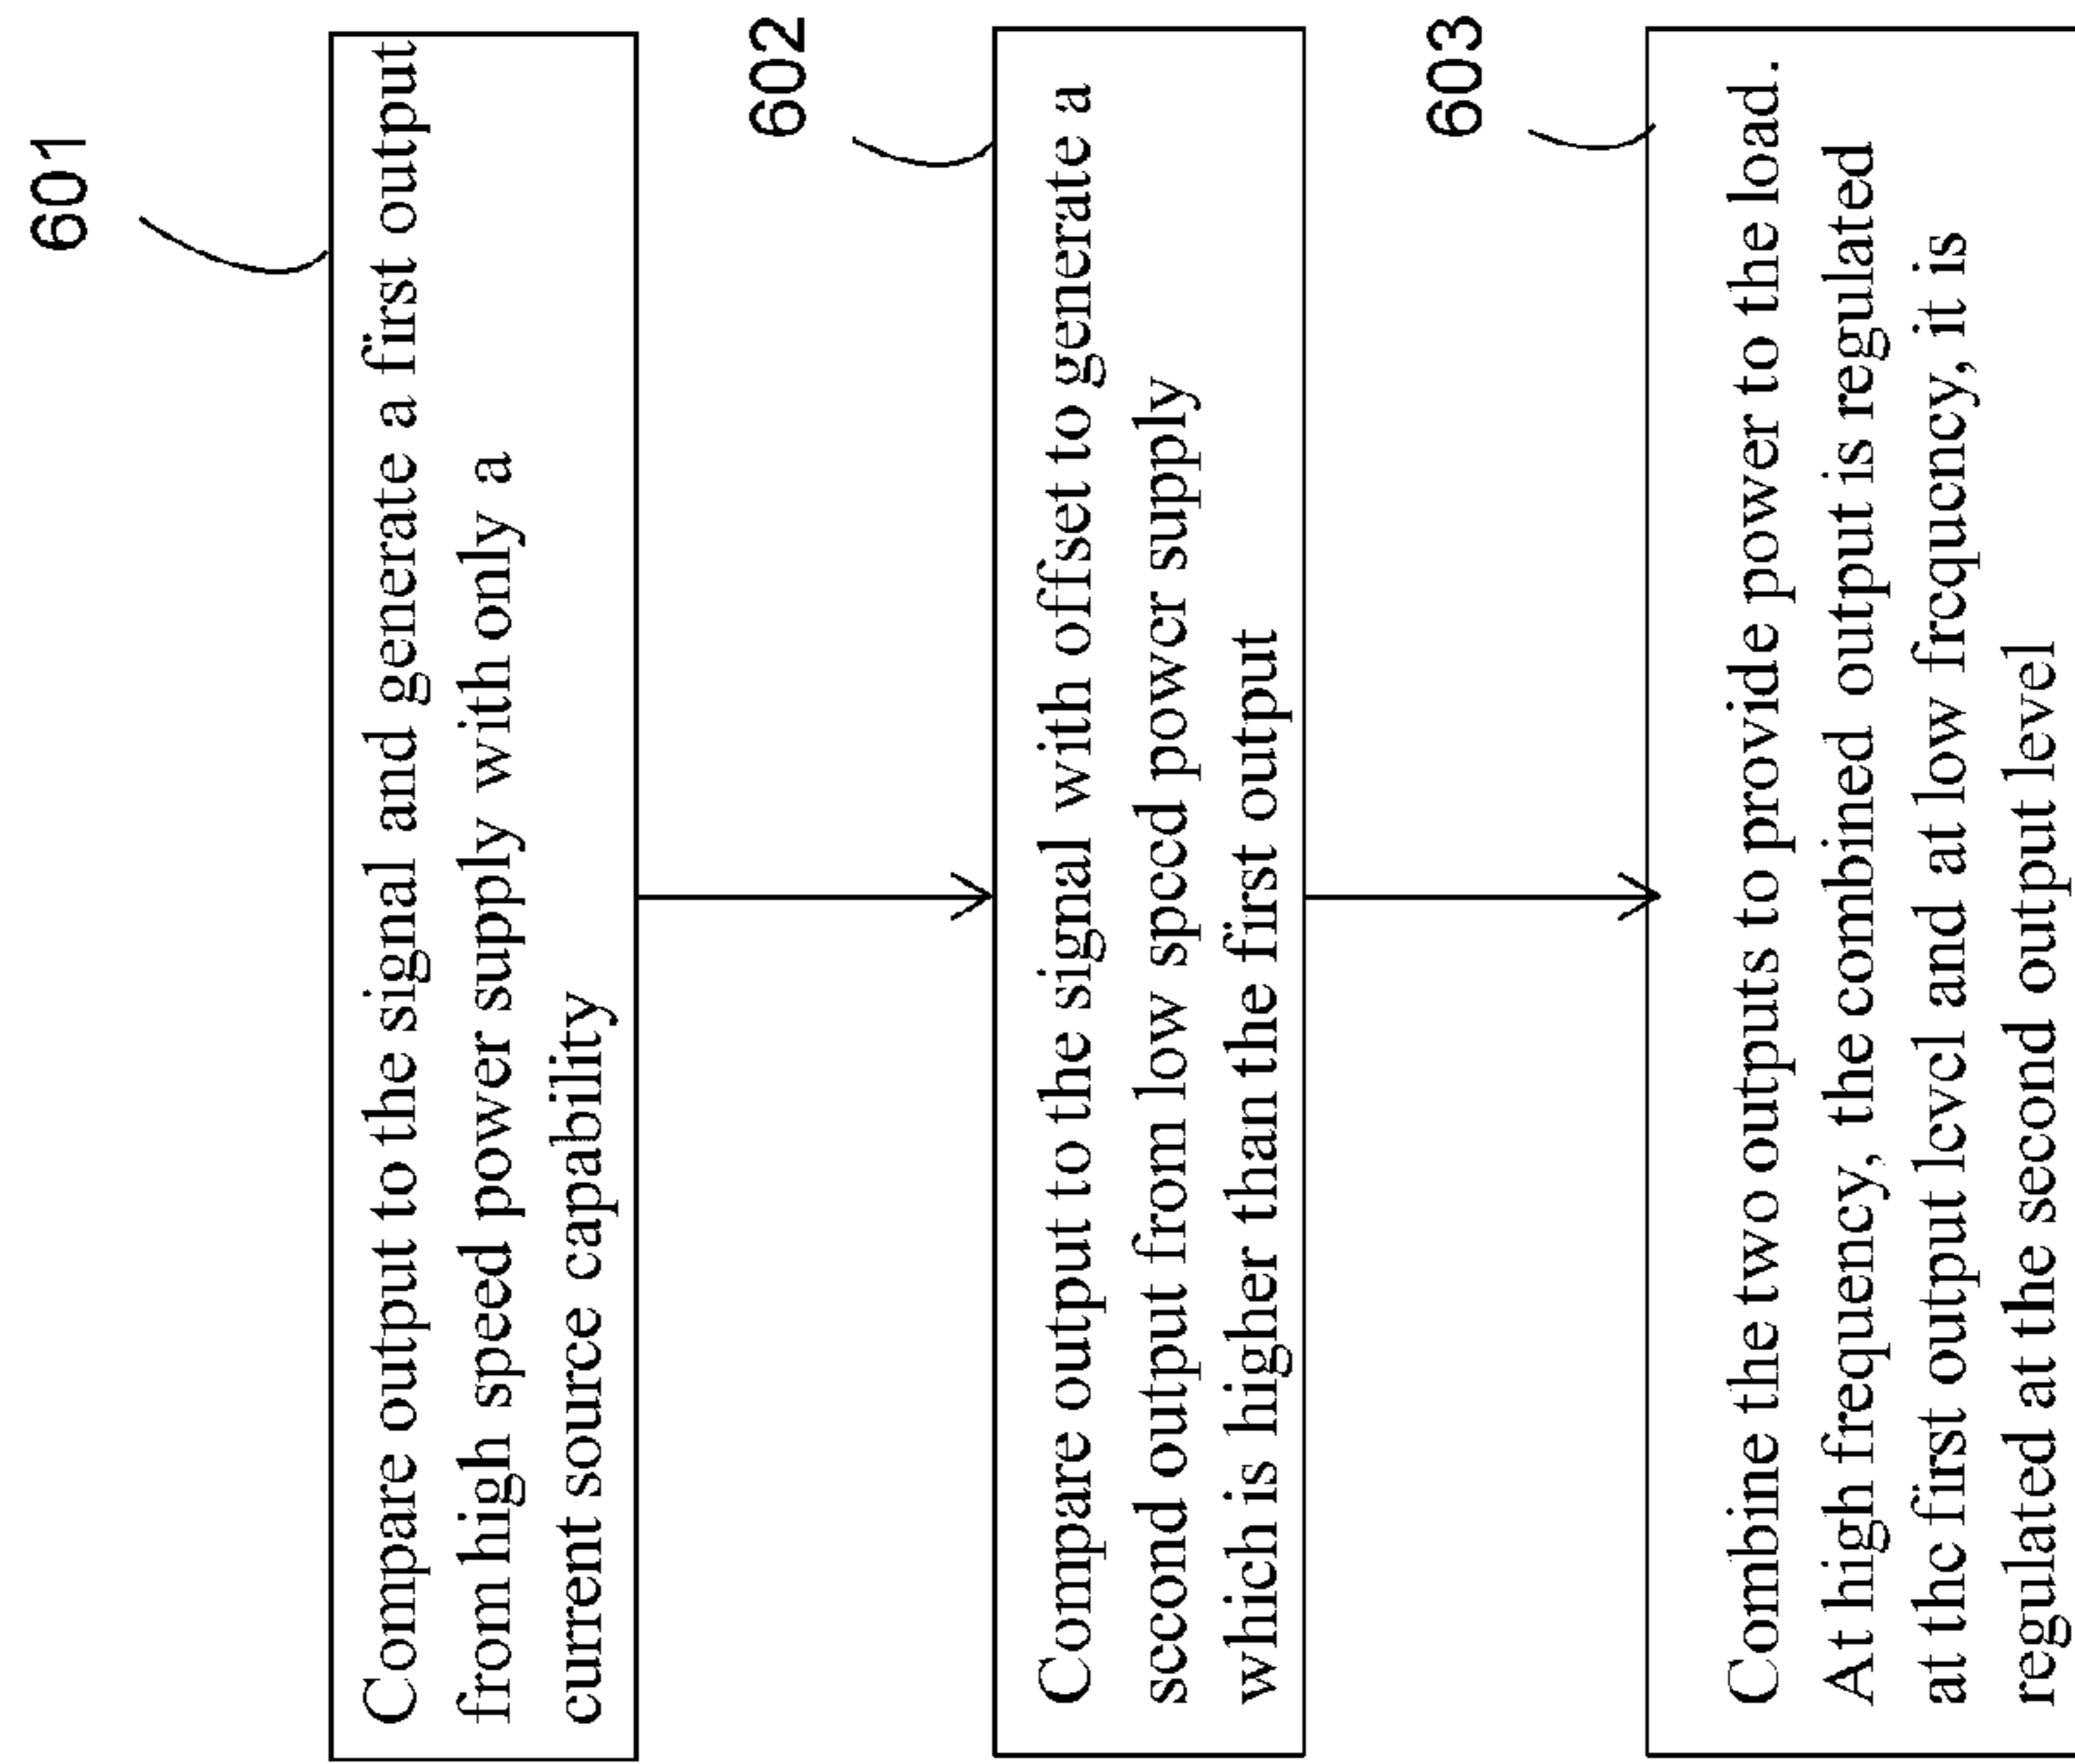 601
Compare output to the signal and generate a first output
from high speed power supply with only a
current source capability
602
Compare output to the signal with offset to generate a
second output from low speed power supply
which is higher than the first output
603
Combine the two outputs to provide power to the load.
At high frequency, the combined output is regulated
at the first output level and at low frequency, it is
regulated at the second output level